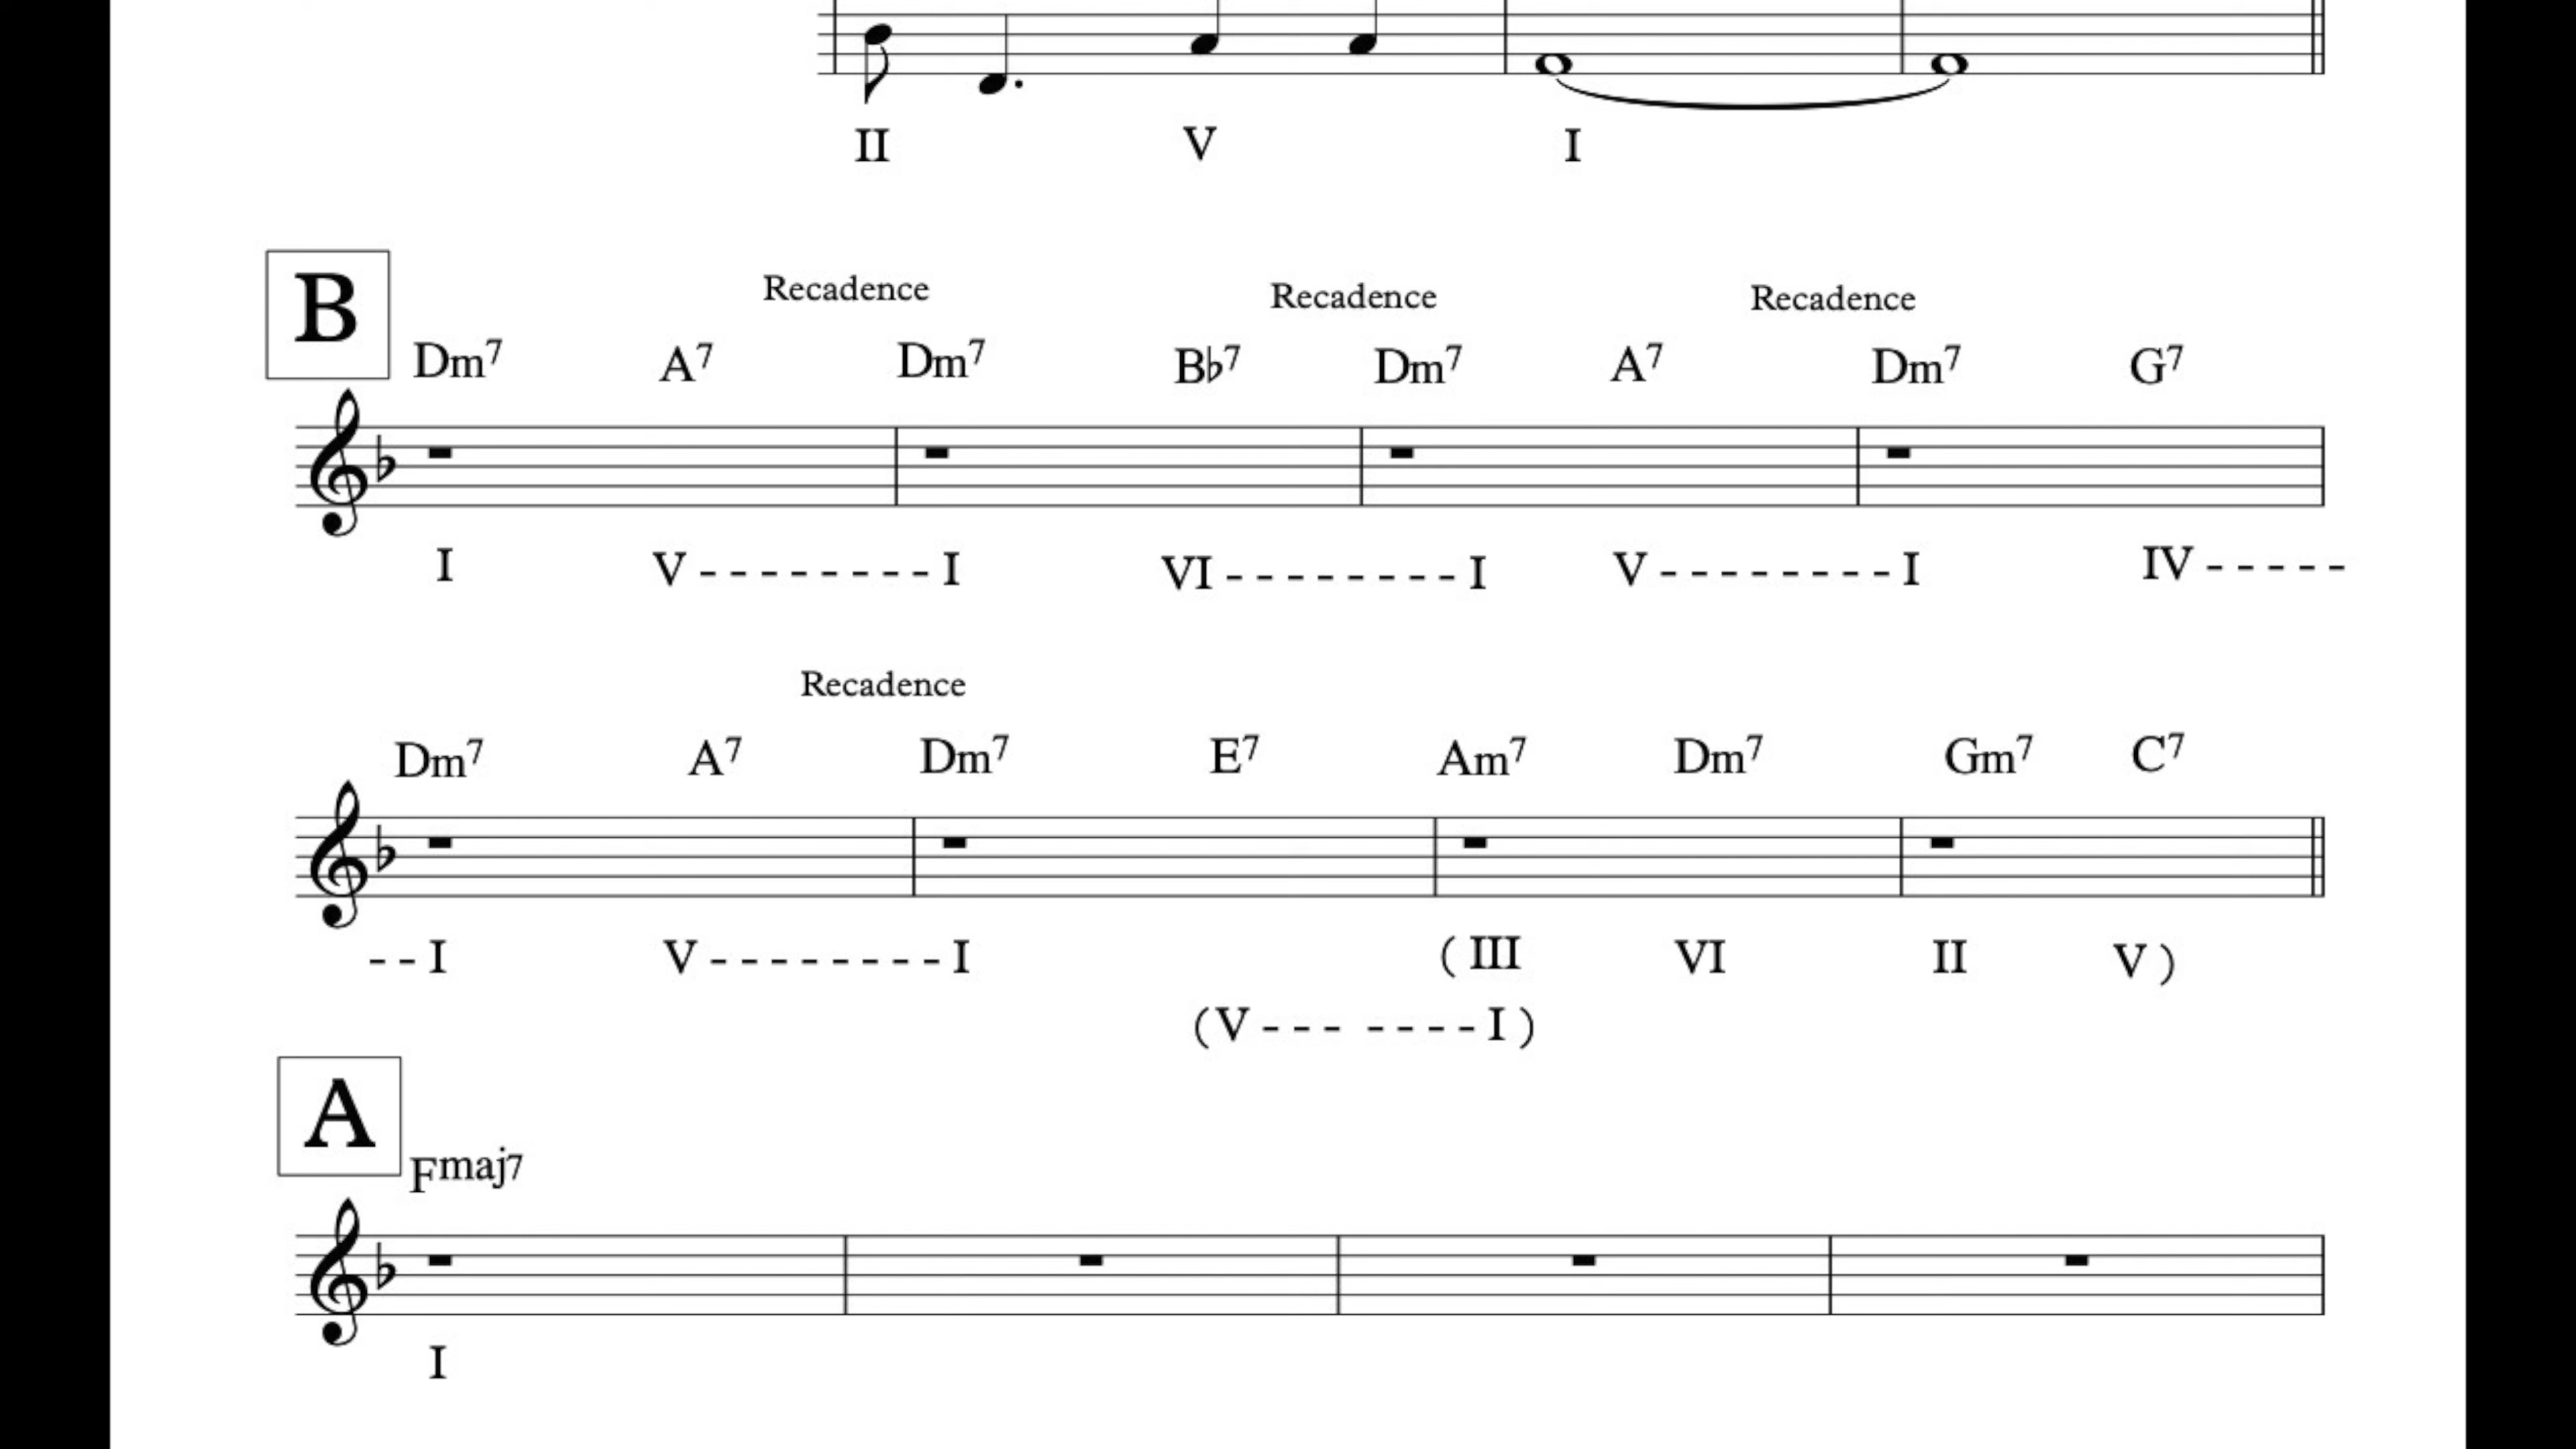 II V I
B
Recadence Recadence Recadence
Dm7 A7 Dm7 B♭7 Dm7 A7 Dm7 G7
I V - - - - - - - - I VI - - - - - - - - I V - - - - - - - - I IV - - - - -
Recadence
Dm7 A7 Dm7 E7 Am7 Dm7 Gm7 C7
- - I V - - - - - - - - I ( III VI II V )
( V - - - - - - - I )
A
Fmaj7
I